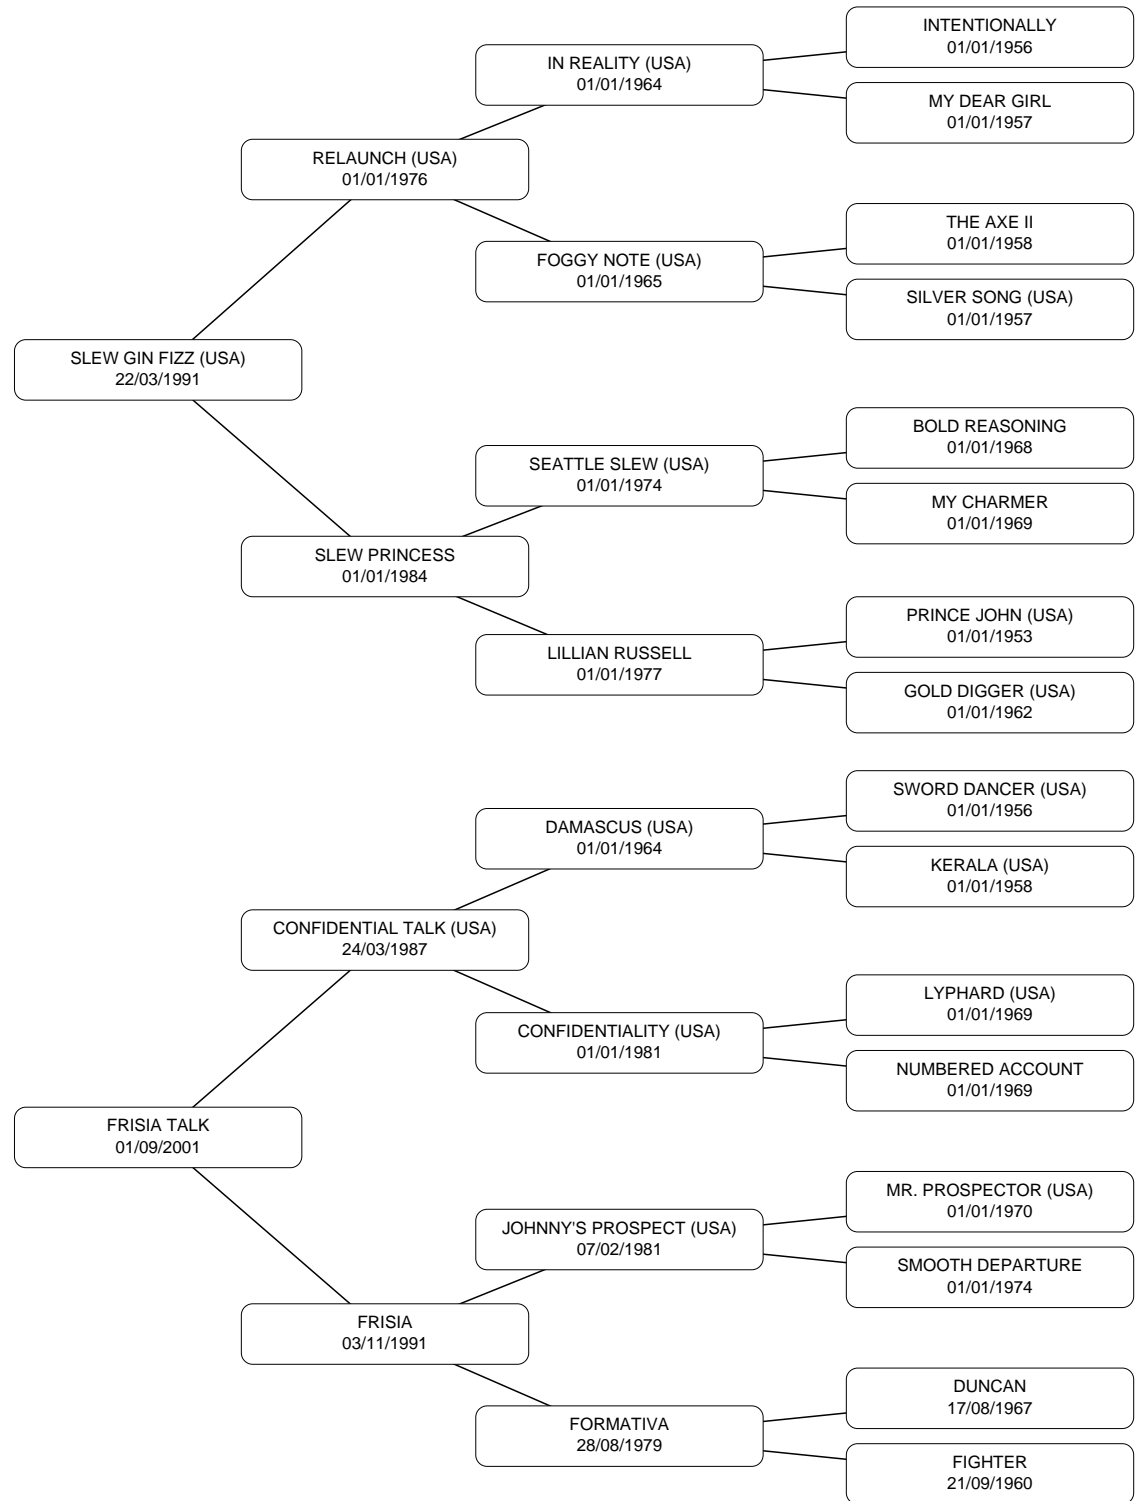 INTENTIONALLY
01/01/1956
IN REALITY (USA)
01/01/1964
MY DEAR GIRL
01/01/1957
RELAUNCH (USA)
01/01/1976
THE AXE II
01/01/1958
FOGGY NOTE (USA)
01/01/1965
SILVER SONG (USA)
01/01/1957
SLEW GIN FIZZ (USA)
22/03/1991
BOLD REASONING
01/01/1968
SEATTLE SLEW (USA)
01/01/1974
MY CHARMER
01/01/1969
SLEW PRINCESS
01/01/1984
PRINCE JOHN (USA)
01/01/1953
LILLIAN RUSSELL
01/01/1977
GOLD DIGGER (USA)
01/01/1962
SWORD DANCER (USA)
01/01/1956
DAMASCUS (USA)
01/01/1964
KERALA (USA)
01/01/1958
CONFIDENTIAL TALK (USA)
24/03/1987
LYPHARD (USA)
01/01/1969
CONFIDENTIALITY (USA)
01/01/1981
NUMBERED ACCOUNT
01/01/1969
FRISIA TALK
01/09/2001
MR. PROSPECTOR (USA)
01/01/1970
JOHNNY'S PROSPECT (USA)
07/02/1981
SMOOTH DEPARTURE
01/01/1974
FRISIA
03/11/1991
DUNCAN
17/08/1967
FORMATIVA
28/08/1979
FIGHTER
21/09/1960